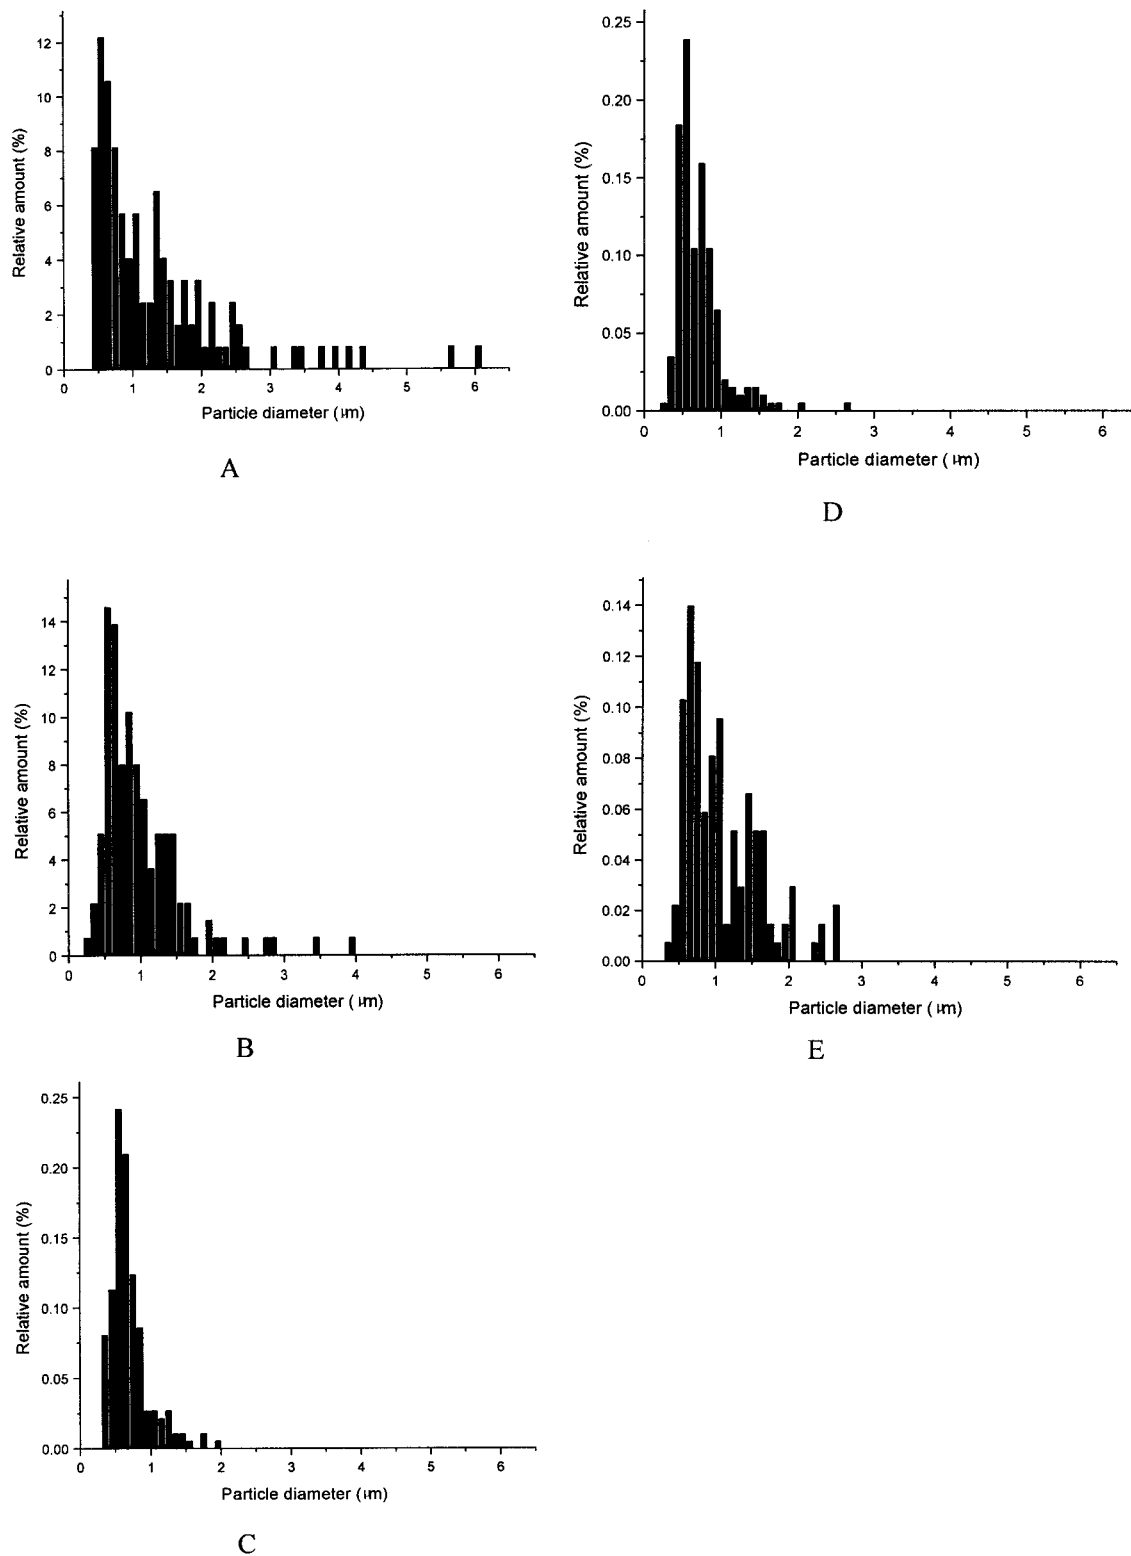 Relative amount (%)
12
10
8
6
4
2
0
0 1 2 3 4 5 6
Particle diameter ( μm)
A
Relative amount (%)
0.25
0.20
0.15
0.10
0.05
0.00
0 1 2 3 4 5 6
Particle diameter ( μm)
D
Relative amount (%)
14
12
10
8
6
4
2
0
0 1 2 3 4 5 6
Particle diameter ( μm)
B
Relative amount (%)
0.14
0.12
0.10
0.08
0.06
0.04
0.02
0.00
0 1 2 3 4 5 6
Particle diameter ( μm)
E
Relative amount (%)
0.25
0.20
0.15
0.10
0.05
0.00
0 1 2 3 4 5 6
Particle diameter ( μm)
C